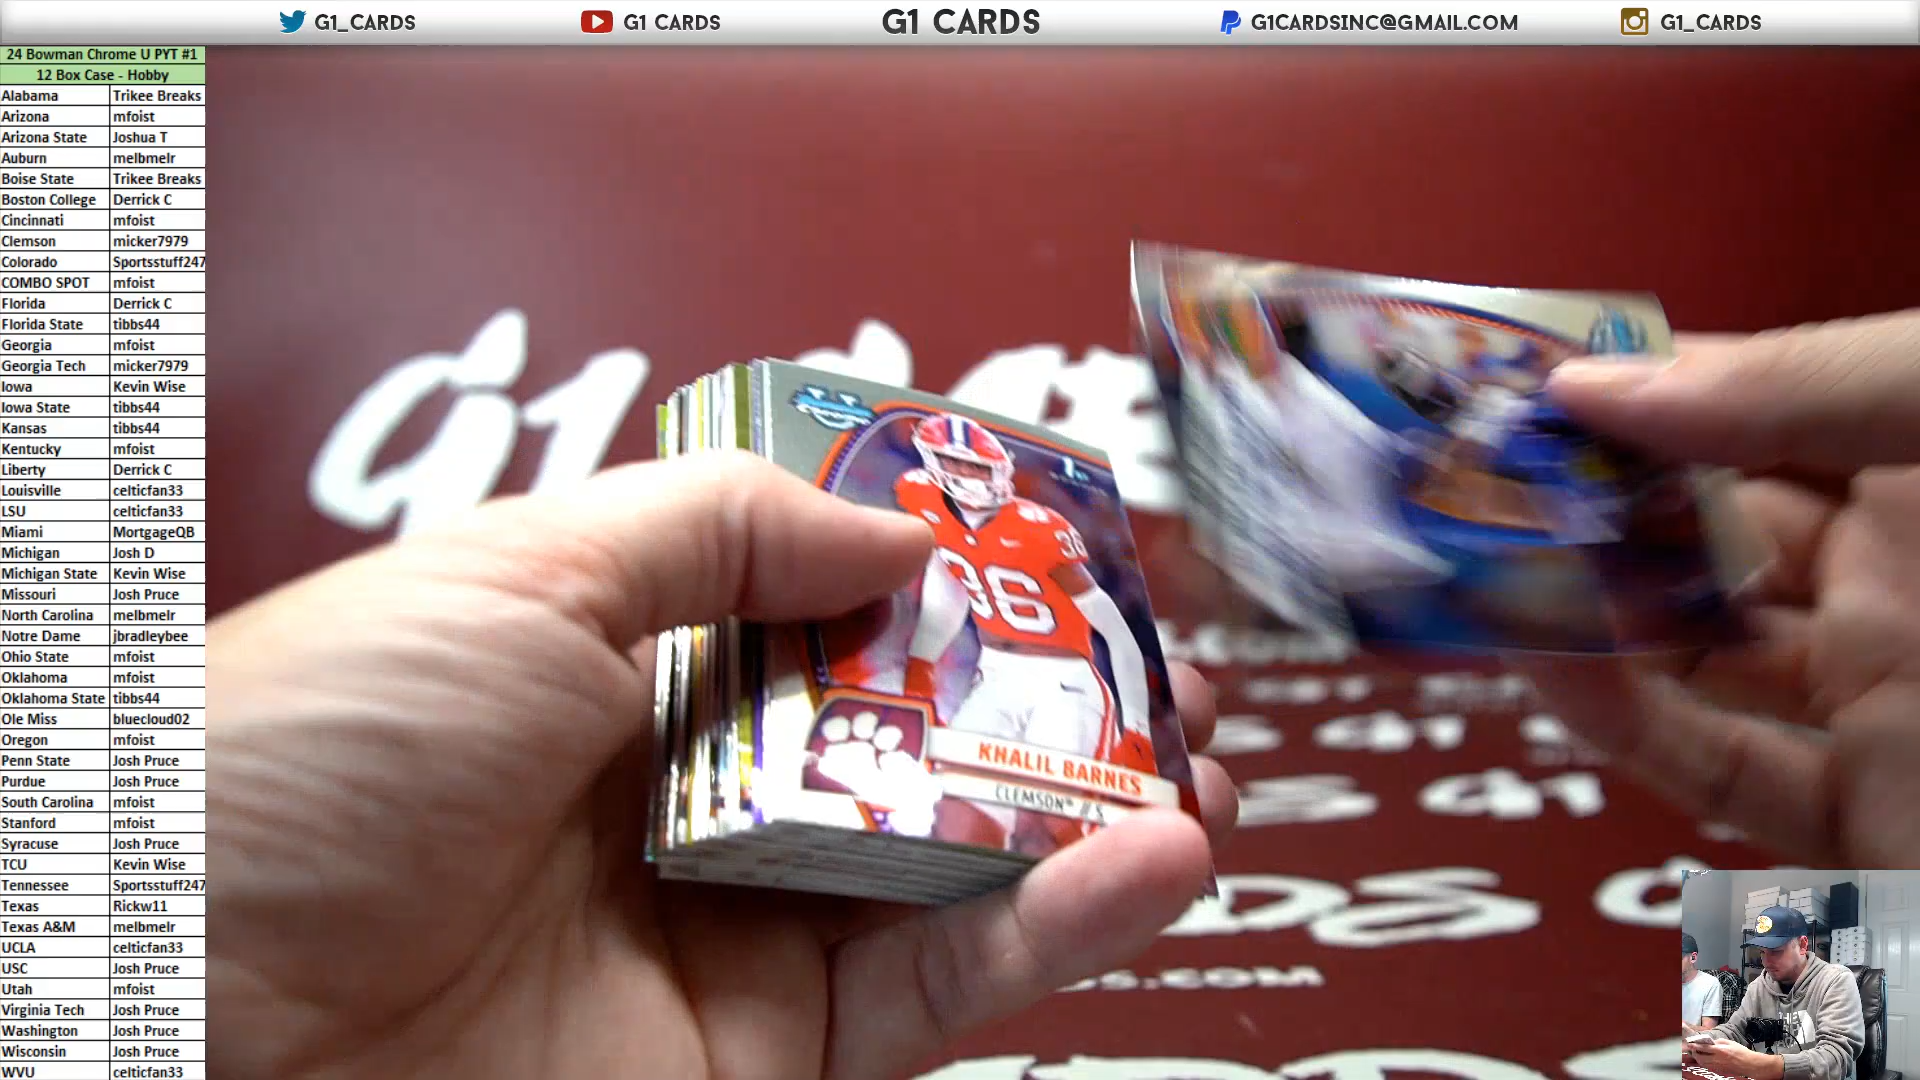 G1_CARDS
G1 CARDS
G1 CARDS
G1CARDSINC@GMAIL.COM
G1_CARDS
24 Bowman Chrome U PYT #1
12 Box Case - Hobby
Alabama Trikee Breaks
Arizona mfoist
Arizona State Joshua T
Auburn melbmelr
Boise State Trikee Breaks
Boston College Derrick C
Cincinnati mfoist
Clemson micker7979
Colorado Sportsstuff247
COMBO SPOT mfoist
Florida Derrick C
Florida State tibbs44
Georgia mfoist
Georgia Tech micker7979
Iowa Kevin Wise
Iowa State tibbs44
Kansas tibbs44
Kentucky mfoist
Liberty Derrick C
Louisville celticfan33
LSU celticfan33
Miami MortgageQB
Michigan Josh D
Michigan State Kevin Wise
Missouri Josh Pruce
North Carolina melbmelr
Notre Dame jbradleybee
Ohio State mfoist
Oklahoma mfoist
Oklahoma State tibbs44
Ole Miss bluecloud02
Oregon mfoist
Penn State Josh Pruce
Purdue Josh Pruce
South Carolina mfoist
Stanford mfoist
Syracuse Josh Pruce
TCU Kevin Wise
Tennessee Sportsstuff247
Texas Rickw11
Texas A&M melbmelr
UCLA celticfan33
USC Josh Pruce
Utah mfoist
Virginia Tech Josh Pruce
Washington Josh Pruce
Wisconsin Josh Pruce
WVU celticfan33
g1
1st
36
36
KHALIL BARNES
CLEMSON // S